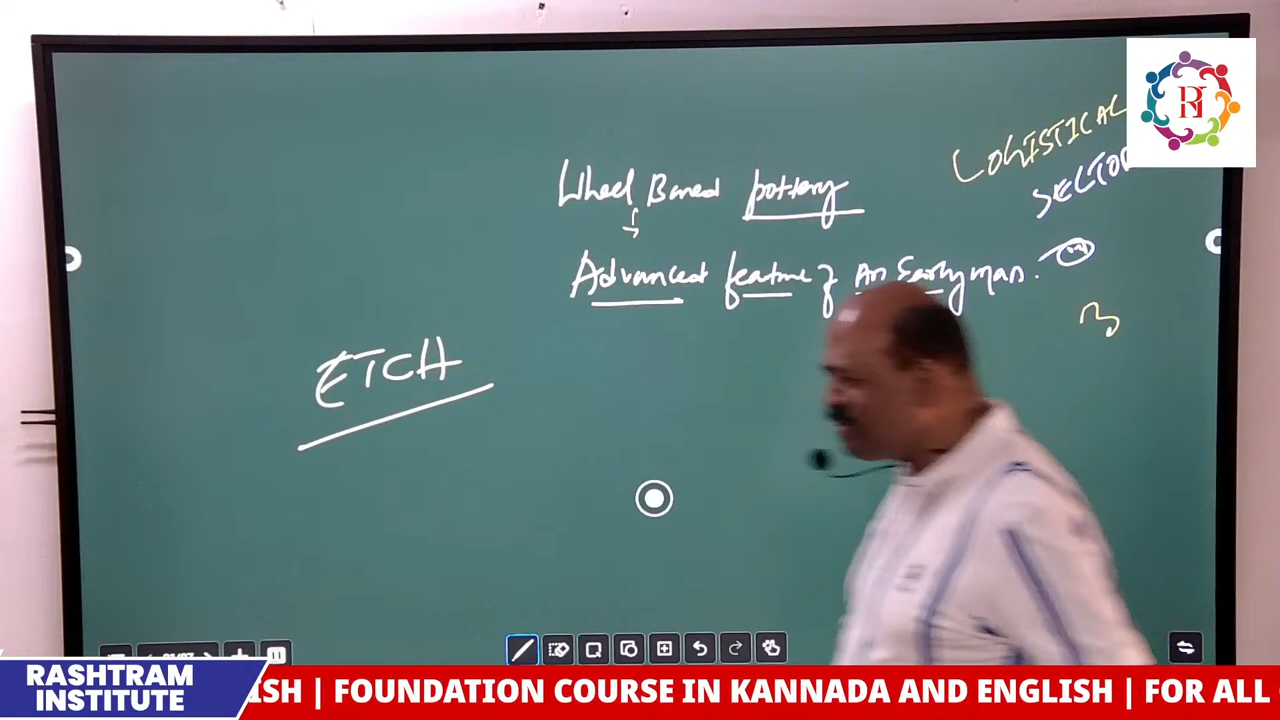 LOGISTICAL
SECTOR
Wheel Based pottery
Advanced feature of An Early man.
ETCH
RASHTRAM
INSTITUTE
ISH | FOUNDATION COURSE IN KANNADA AND ENGLISH | FOR ALL